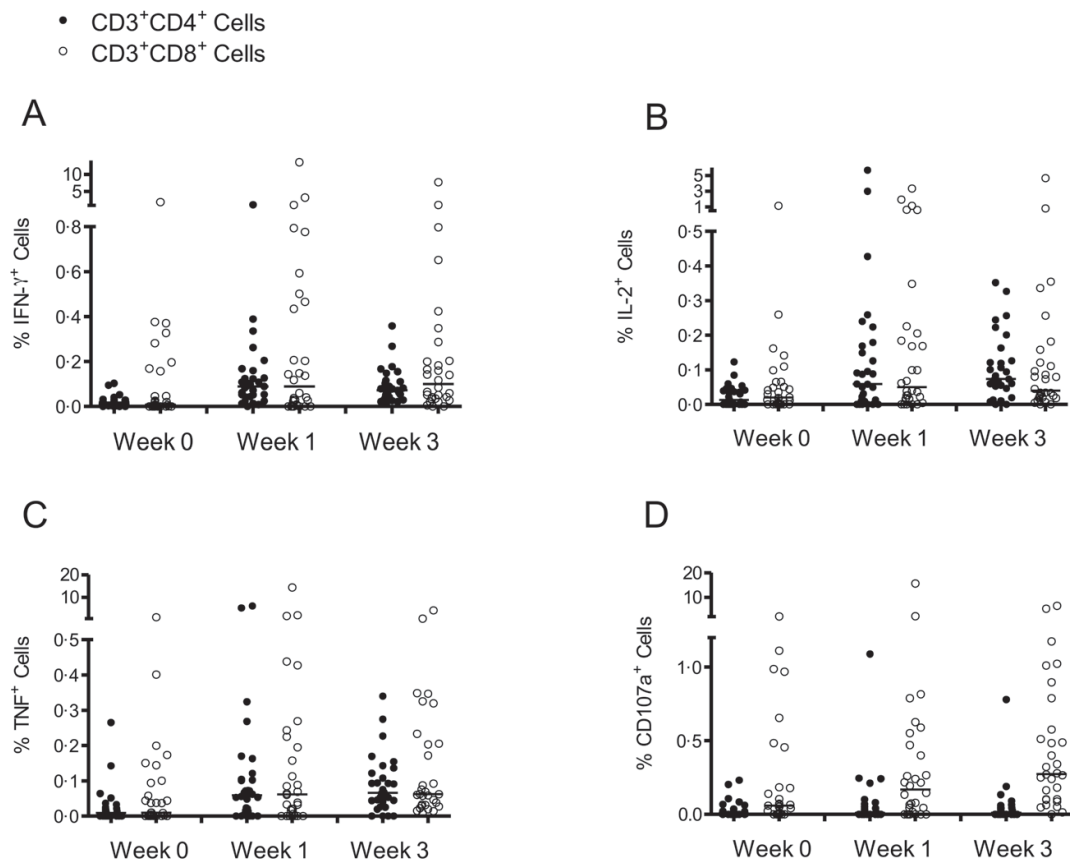 ● CD3⁺CD4⁺ Cells
○ CD3⁺CD8⁺ Cells
A
% IFN-γ⁺ Cells
10
5
0·8
0·6
0·4
0·2
0·0
Week 0 Week 1 Week 3
B
% IL-2⁺ Cells
5
3
1
0·5
0·4
0·3
0·2
0·1
0·0
Week 0 Week 1 Week 3
C
% TNF⁺ Cells
20
10
0·5
0·4
0·3
0·2
0·1
0·0
Week 0 Week 1 Week 3
D
% CD107a⁺ Cells
20
10
1·0
0·5
0·0
Week 0 Week 1 Week 3